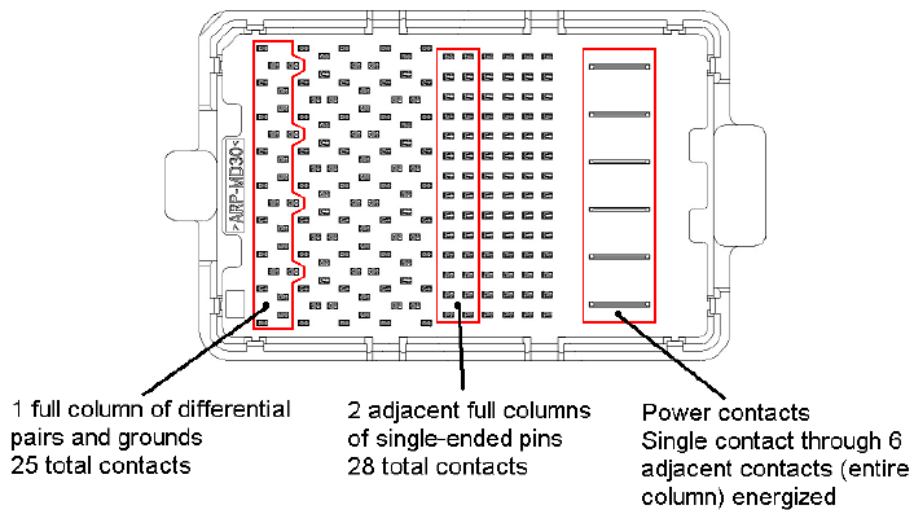 >ARP-MD30<
1 full column of differential
pairs and grounds
25 total contacts
2 adjacent full columns
of single-ended pins
28 total contacts
Power contacts
Single contact through 6
adjacent contacts (entire
column) energized